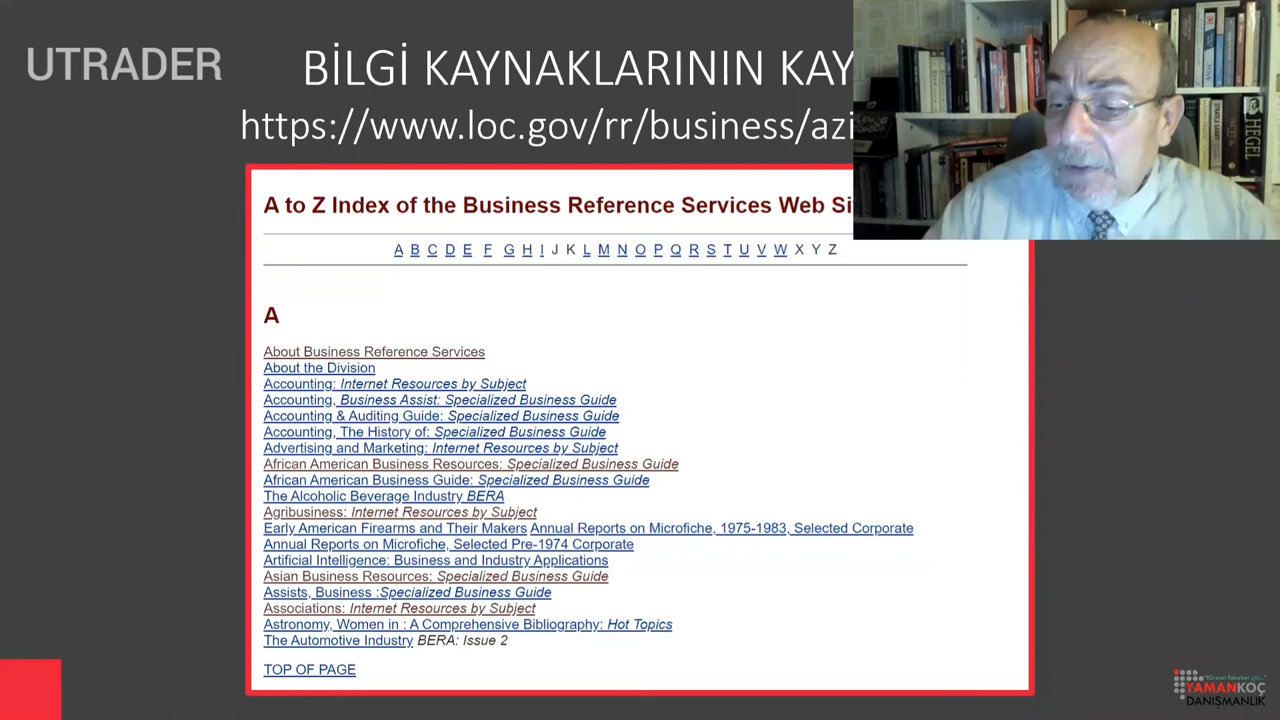 UTRADER
BİLGİ KAYNAKLARININ KAY
https://www.loc.gov/rr/business/azi
HEGEL
A to Z Index of the Business Reference Services Web Si
A B C D E F G H I J K L M N O P Q R S T U V W X Y Z
A
About Business Reference Services
About the Division
Accounting: Internet Resources by Subject
Accounting, Business Assist: Specialized Business Guide
Accounting & Auditing Guide: Specialized Business Guide
Accounting, The History of: Specialized Business Guide
Advertising and Marketing: Internet Resources by Subject
African American Business Resources: Specialized Business Guide
African American Business Guide: Specialized Business Guide
The Alcoholic Beverage Industry BERA
Agribusiness: Internet Resources by Subject
Early American Firearms and Their Makers Annual Reports on Microfiche, 1975-1983, Selected Corporate
Annual Reports on Microfiche, Selected Pre-1974 Corporate
Artificial Intelligence: Business and Industry Applications
Asian Business Resources: Specialized Business Guide
Assists, Business :Specialized Business Guide
Associations: Internet Resources by Subject
Astronomy, Women in : A Comprehensive Bibliography: Hot Topics
The Automotive Industry BERA: Issue 2
TOP OF PAGE
YAMANKOÇ
DANIŞMANLIK